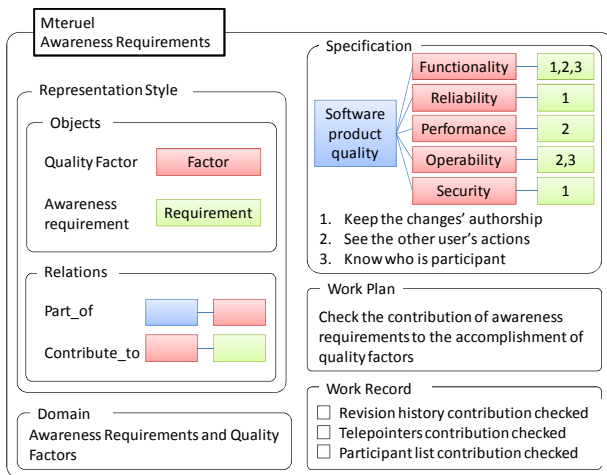 Mteruel
Awareness Requirements
Representation Style
Objects
Quality Factor
Factor
Awareness
requirement
Requirement
Relations
Part_of
Contribute_to
Domain
Awareness Requirements and Quality
Factors
Specification
Software
product
quality
Functionality
1,2,3
Reliability
1
Performance
2
Operability
2,3
Security
1
1. Keep the changes' authorship
2. See the other user's actions
3. Know who is participant
Work Plan
Check the contribution of awareness
requirements to the accomplishment of
quality factors
Work Record
Revision history contribution checked
Telepointers contribution checked
Participant list contribution checked